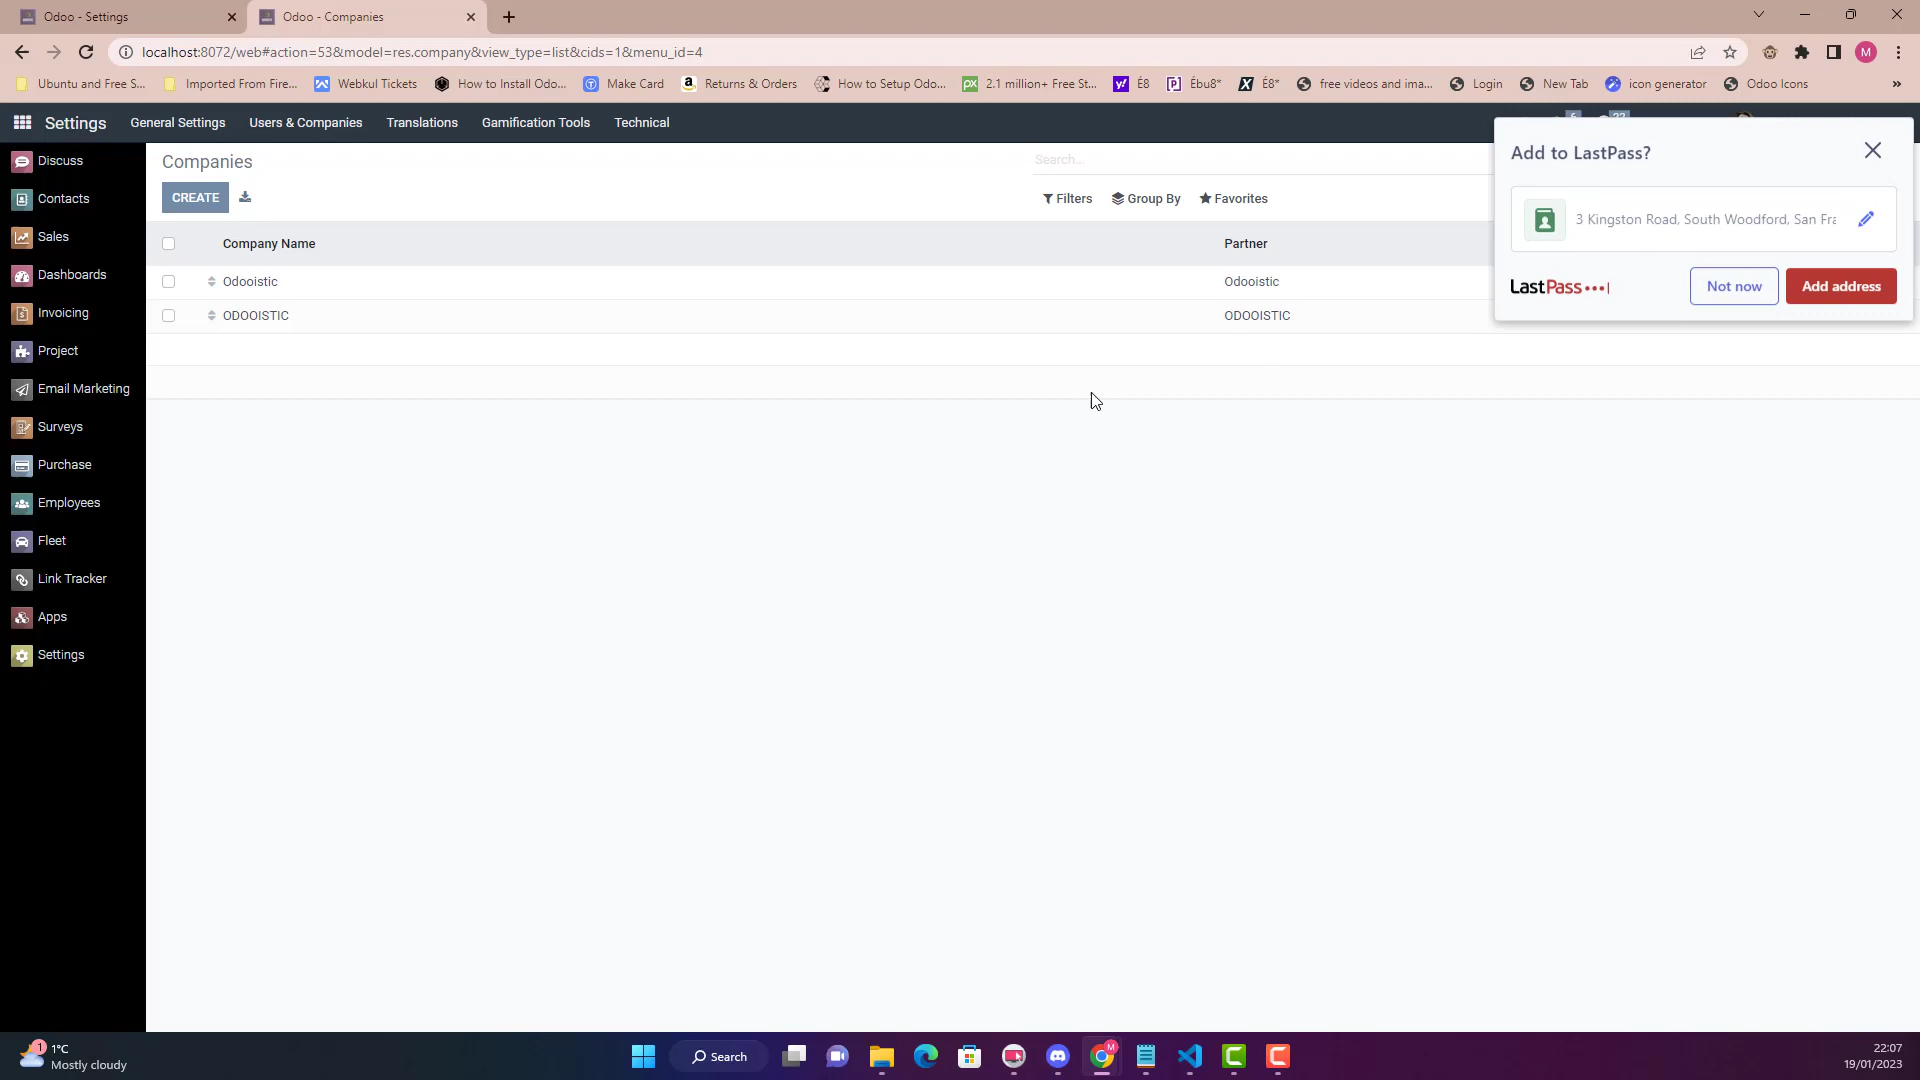 Odoo - Settings
Odoo - Companies
localhost:8072/web#action=53&model=res.company&view_type=list&cids=1&menu_id=4
M
Ubuntu and Free S...
Imported From Fire...
Webkul Tickets
How to Install Odo...
Make Card
Returns & Orders
How to Setup Odo...
2.1 million+ Free St...
É8
Ébu8*
É8*
free videos and ima...
Login
New Tab
icon generator
Odoo Icons
»
Settings
General Settings
Users & Companies
Translations
Gamification Tools
Technical
Discuss
Contacts
Sales
Dashboards
Invoicing
Project
Email Marketing
Surveys
Purchase
Employees
Fleet
Link Tracker
Apps
Settings
Companies
Search...
CREATE
Filters
Group By
Favorites
Company Name
Partner
Odooistic
Odooistic
ODOOISTIC
ODOOISTIC
Add to LastPass?
3 Kingston Road, South Woodford, San Fra
LastPass
Not now
Add address
1
1°C
Mostly cloudy
Search
22:07
19/01/2023